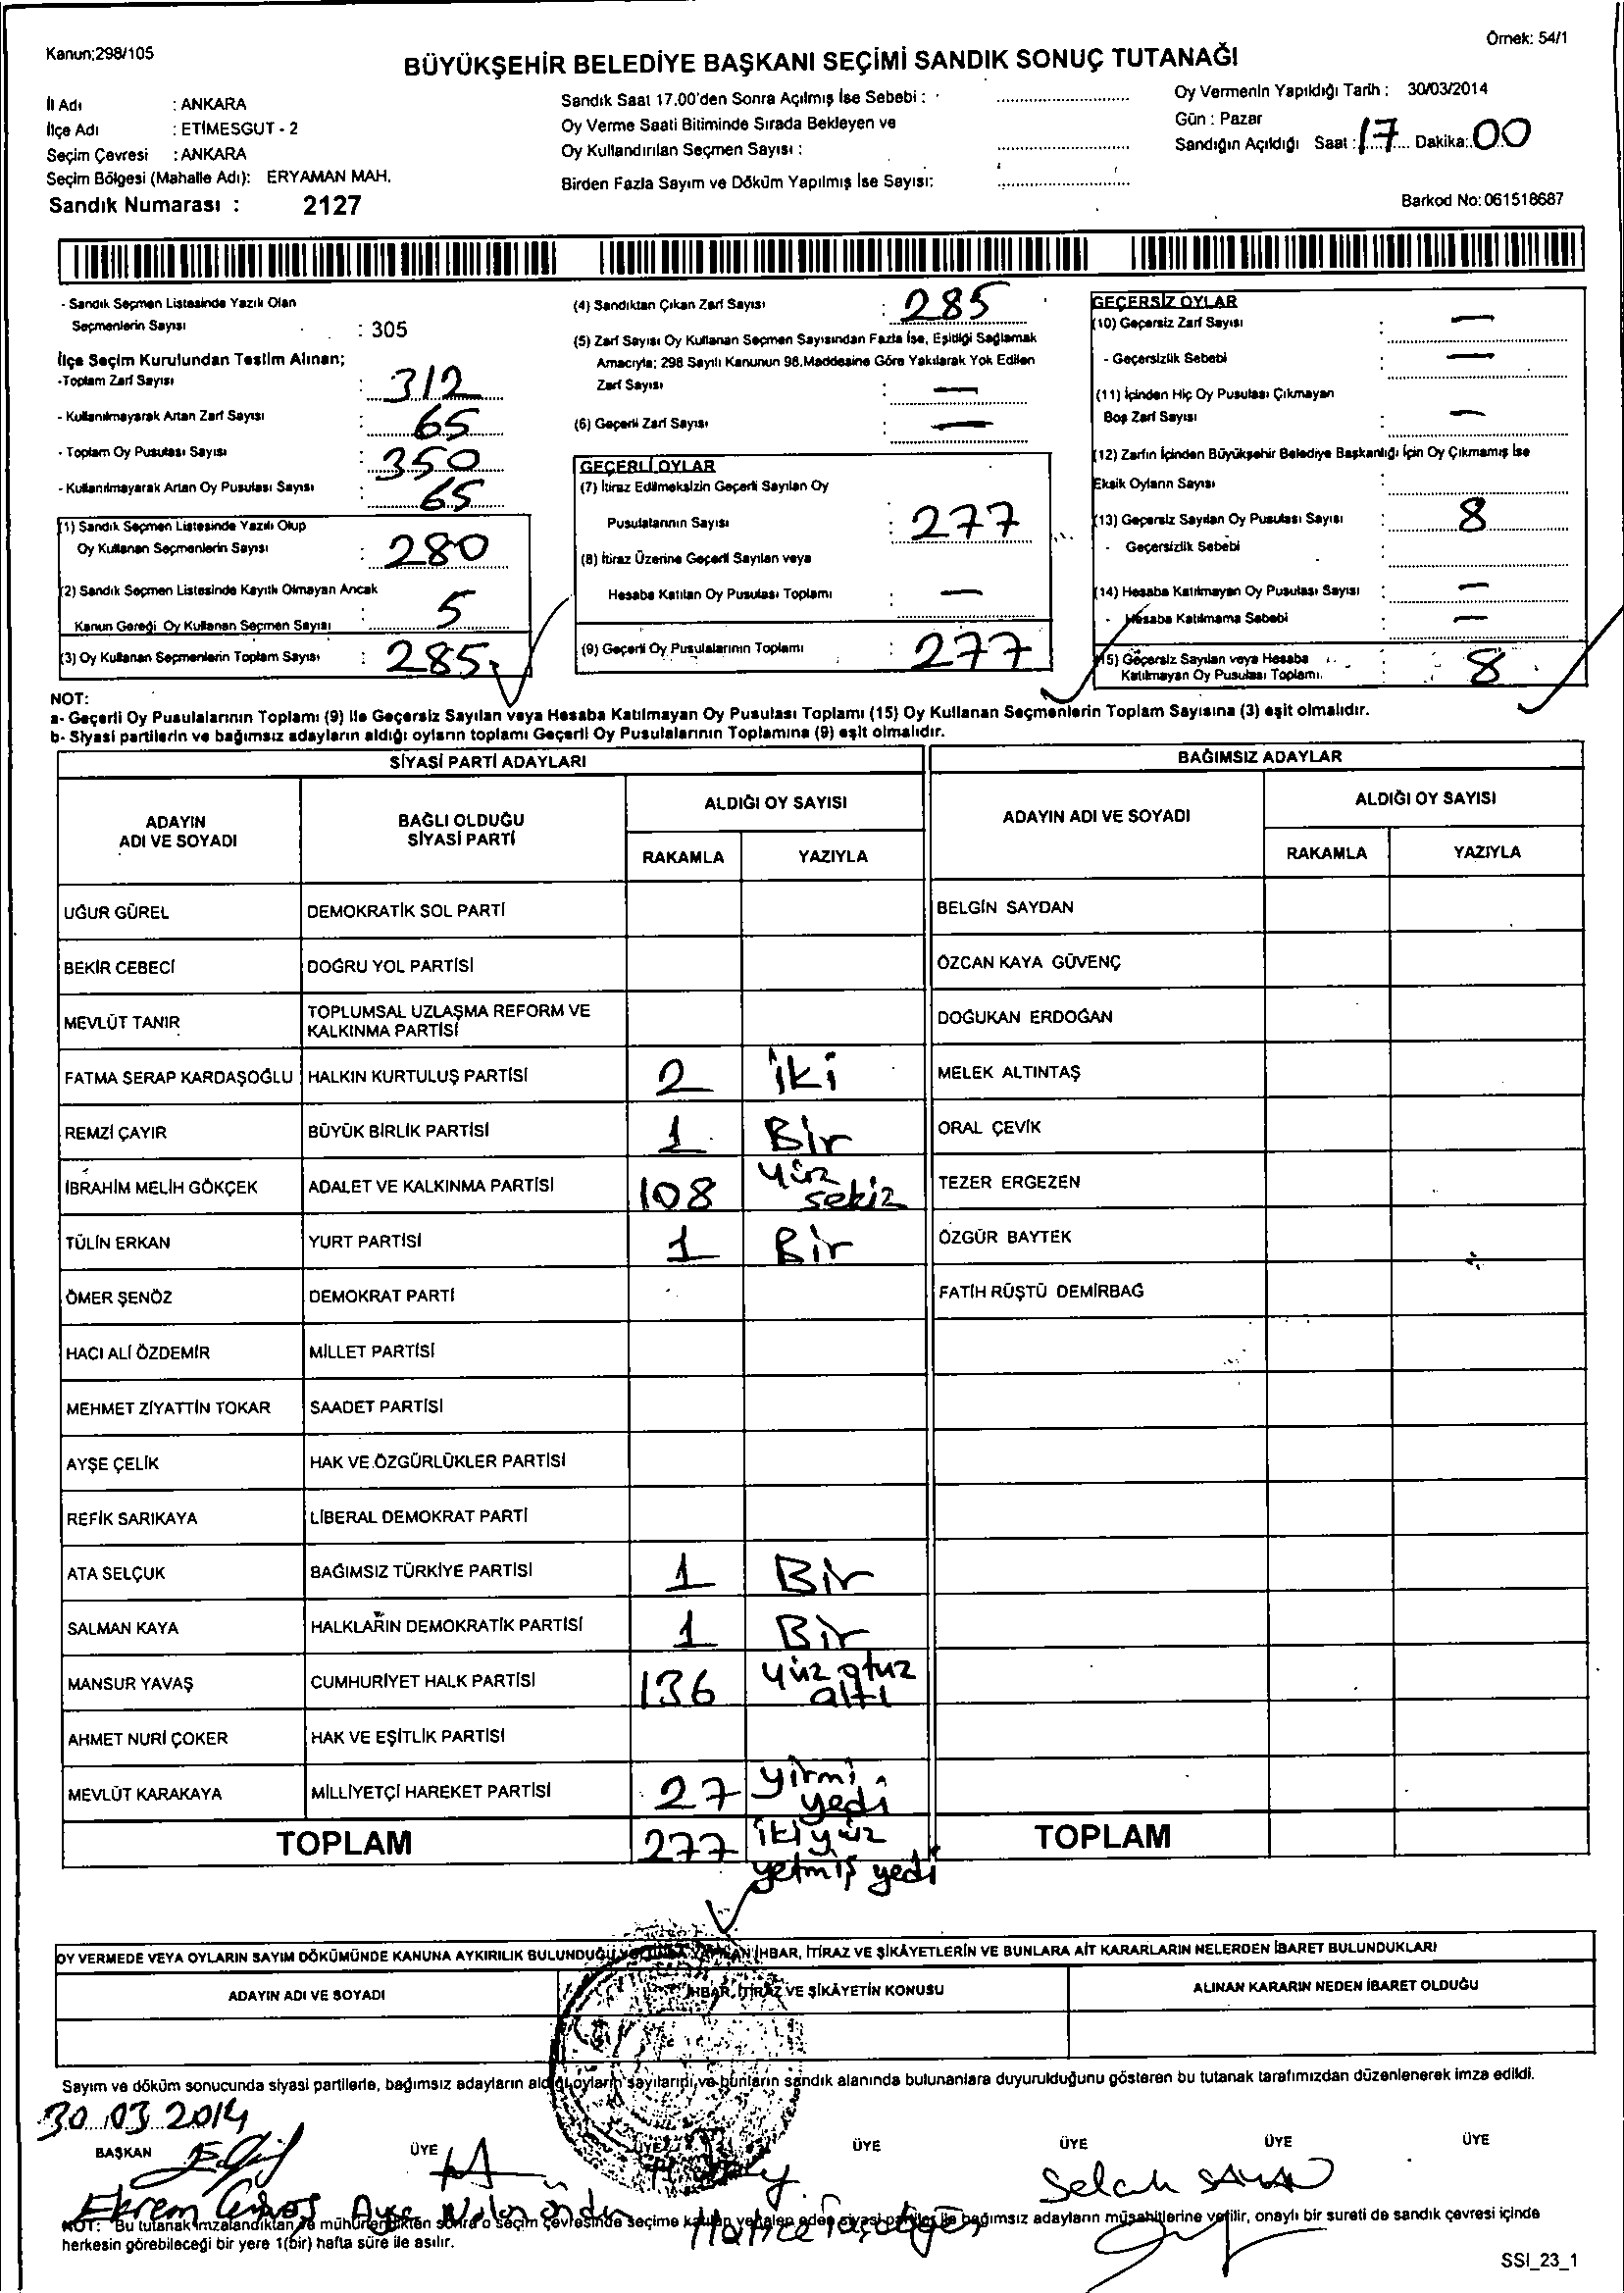 Kanun;298/105
Örnek: 54/1
BÜYÜKŞEHİR BELEDİYE BAŞKANI SEÇİMİ SANDIK SONUÇ TUTANAĞI
İl Adı : ANKARA
İlçe Adı : ETİMESGUT - 2
Seçim Çevresi : ANKARA
Seçim Bölgesi (Mahalle Adı): ERYAMAN MAH.
Sandık Numarası : 2127
Sandık Saat 17.00'den Sonra Açılmış İse Sebebi :
Oy Verme Saati Bitiminde Sırada Bekleyen ve
Oy Kullandırılan Seçmen Sayısı :
Birden Fazla Sayım ve Döküm Yapılmış İse Sayısı:
Oy Vermenin Yapıldığı Tarih : 30/03/2014
Gün : Pazar
Sandığın Açıldığı Saat : 17 Dakika: 00
Barkod No: 061518687
- Sandık Seçmen Listesinde Yazılı Olan
Seçmenlerin Sayısı : 305
İlçe Seçim Kurulundan Teslim Alınan;
-Toplam Zarf Sayısı : 312
- Kullanılmayarak Artan Zarf Sayısı : 65
- Toplam Oy Pusulası Sayısı : 350
- Kullanılmayarak Artan Oy Pusulası Sayısı : 65
(1) Sandık Seçmen Listesinde Yazılı Olup
Oy Kullanan Seçmenlerin Sayısı : 280
(2) Sandık Seçmen Listesinde Kayıtlı Olmayan Ancak
Kanun Gereği Oy Kullanan Seçmen Sayısı : 5
(3) Oy Kullanan Seçmenlerin Toplam Sayısı : 285
(4) Sandıktan Çıkan Zarf Sayısı : 285
(5) Zarf Sayısı Oy Kullanan Seçmen Sayısından Fazla İse, Eşitliği Sağlamak
Amacıyla; 298 Sayılı Kanunun 98.Maddesine Göre Yakılarak Yok Edilen
Zarf Sayısı : —
(6) Geçerli Zarf Sayısı : —
GEÇERLİ OYLAR
(7) İtiraz Edilmeksizin Geçerli Sayılan Oy
Pusulalarının Sayısı : 277
(8) İtiraz Üzerine Geçerli Sayılan veya
Hesaba Katılan Oy Pusulası Toplamı : —
(9) Geçerli Oy Pusulalarının Toplamı : 277
GEÇERSİZ OYLAR
(10) Geçersiz Zarf Sayısı : —
- Geçersizlik Sebebi : —
(11) İçinden Hiç Oy Pusulası Çıkmayan
Boş Zarf Sayısı : —
(12) Zarfın İçinden Büyükşehir Belediye Başkanlığı İçin Oy Çıkmamış İse
Eksik Oyların Sayısı :
(13) Geçersiz Sayılan Oy Pusulası Sayısı : 8
- Geçersizlik Sebebi :
(14) Hesaba Katılmayan Oy Pusulası Sayısı : —
- Hesaba Katılmama Sebebi : —
(15) Geçersiz Sayılan veya Hesaba
Katılmayan Oy Pusulası Toplamı. : 8
NOT:
a- Geçerli Oy Pusulalarının Toplamı (9) ile Geçersiz Sayılan veya Hesaba Katılmayan Oy Pusulası Toplamı (15) Oy Kullanan Seçmenlerin Toplam Sayısına (3) eşit olmalıdır.
b- Siyasi partilerin ve bağımsız adayların aldığı oyların toplamı Geçerli Oy Pusulalarının Toplamına (9) eşit olmalıdır.
SİYASİ PARTİ ADAYLARI
BAĞIMSIZ ADAYLAR
ADAYIN
ADI VE SOYADI
BAĞLI OLDUĞU
SİYASİ PARTİ
ALDIĞI OY SAYISI
RAKAMLA YAZIYLA
ADAYIN ADI VE SOYADI
ALDIĞI OY SAYISI
RAKAMLA YAZIYLA
UĞUR GÜREL DEMOKRATİK SOL PARTİ BELGİN SAYDAN
BEKİR CEBECİ DOĞRU YOL PARTİSİ ÖZCAN KAYA GÜVENÇ
MEVLÜT TANIR TOPLUMSAL UZLAŞMA REFORM VE
KALKINMA PARTİSİ DOĞUKAN ERDOĞAN
FATMA SERAP KARDAŞOĞLU HALKIN KURTULUŞ PARTİSİ 2 iki MELEK ALTINTAŞ
REMZİ ÇAYIR BÜYÜK BİRLİK PARTİSİ 1 Bir ORAL ÇEVİK
İBRAHİM MELİH GÖKÇEK ADALET VE KALKINMA PARTİSİ 108 yüz sekiz TEZER ERGEZEN
TÜLİN ERKAN YURT PARTİSİ 1 Bir ÖZGÜR BAYTEK
ÖMER ŞENÖZ DEMOKRAT PARTİ FATİH RÜŞTÜ DEMİRBAĞ
HACI ALİ ÖZDEMİR MİLLET PARTİSİ
MEHMET ZİYATTİN TOKAR SAADET PARTİSİ
AYŞE ÇELİK HAK VE ÖZGÜRLÜKLER PARTİSİ
REFİK SARIKAYA LİBERAL DEMOKRAT PARTİ
ATA SELÇUK BAĞIMSIZ TÜRKİYE PARTİSİ 1 Bir
SALMAN KAYA HALKLARIN DEMOKRATİK PARTİSİ 1 Bir
MANSUR YAVAŞ CUMHURİYET HALK PARTİSİ 136 yüz otuz altı
AHMET NURİ ÇOKER HAK VE EŞİTLİK PARTİSİ
MEVLÜT KARAKAYA MİLLİYETÇİ HAREKET PARTİSİ 27 yirmi yedi
TOPLAM 277 ikiyüz yetmiş yedi TOPLAM
OY VERMEDE VEYA OYLARIN SAYIM DÖKÜMÜNDE KANUNA AYKIRILIK BULUNDUĞU YOLUNDA YAPILAN İHBAR, İTİRAZ VE ŞİKÂYETLERİN VE BUNLARA AİT KARARLARIN NELERDEN İBARET BULUNDUKLARI
ADAYIN ADI VE SOYADI İHBAR, İTİRAZ VE ŞİKÂYETİN KONUSU ALINAN KARARIN NEDEN İBARET OLDUĞU
Sayım ve döküm sonucunda siyasi partilerle, bağımsız adayların aldığı oyların sayılarını ve bunların sandık alanında bulunanlara duyurulduğunu gösteren bu tutanak tarafımızdan düzenlenerek imza edildi.
30.03.2014
BAŞKAN ÜYE ÜYE ÜYE ÜYE ÜYE ÜYE
Ekrem Ayşe Hatice Selah
NOT: Bu tutanak imzalandıktan ve mühürlendikten sonra o seçim çevresinde seçime katılan ve talep eden siyasi partiler ile bağımsız adayların müşahitlerine verilir, onaylı bir sureti de sandık çevresi içinde
herkesin görebileceği bir yere 1(bir) hafta süre ile asılır.
SSI_23_1